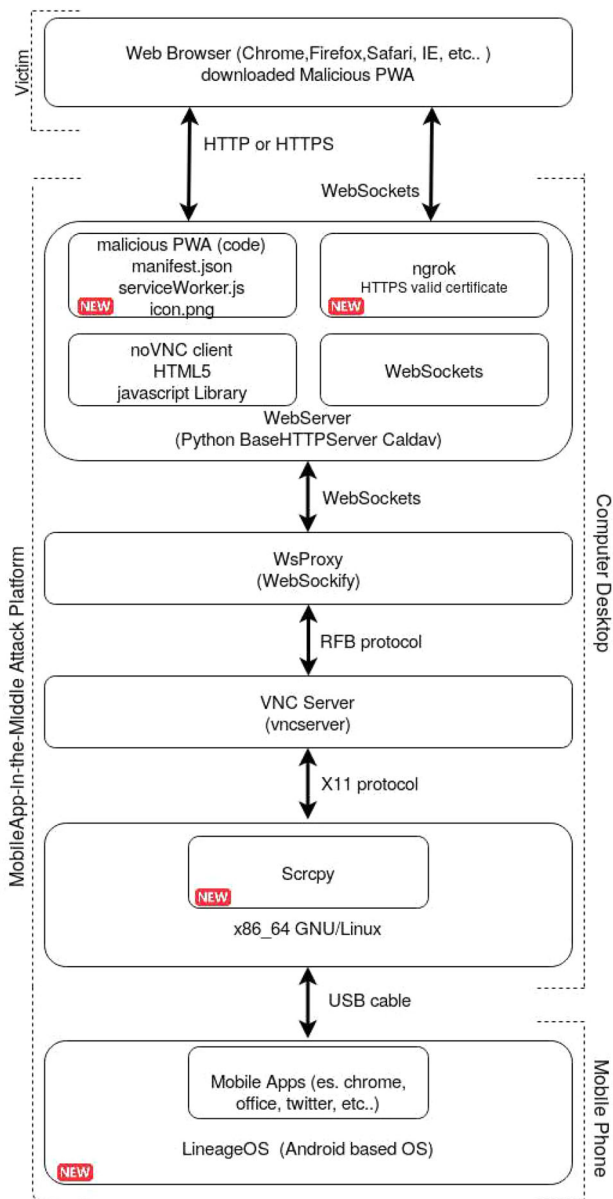 Victim
Web Browser (Chrome,Firefox,Safari, IE, etc.. )
downloaded Malicious PWA
HTTP or HTTPS
WebSockets
MobileApp-in-the-Middle Attack Platform
Computer Desktop
malicious PWA (code)
manifest.json
serviceWorker.js
icon.png
NEW
ngrok
HTTPS valid certificate
NEW
noVNC client
HTML5
javascript Library
WebSockets
WebServer
(Python BaseHTTPServer Caldav)
WebSockets
WsProxy
(WebSockify)
RFB protocol
VNC Server
(vncserver)
X11 protocol
Scrcpy
NEW
x86_64 GNU/Linux
USB cable
Mobile Phone
Mobile Apps (es. chrome,
office, twitter, etc..)
LineageOS (Android based OS)
NEW